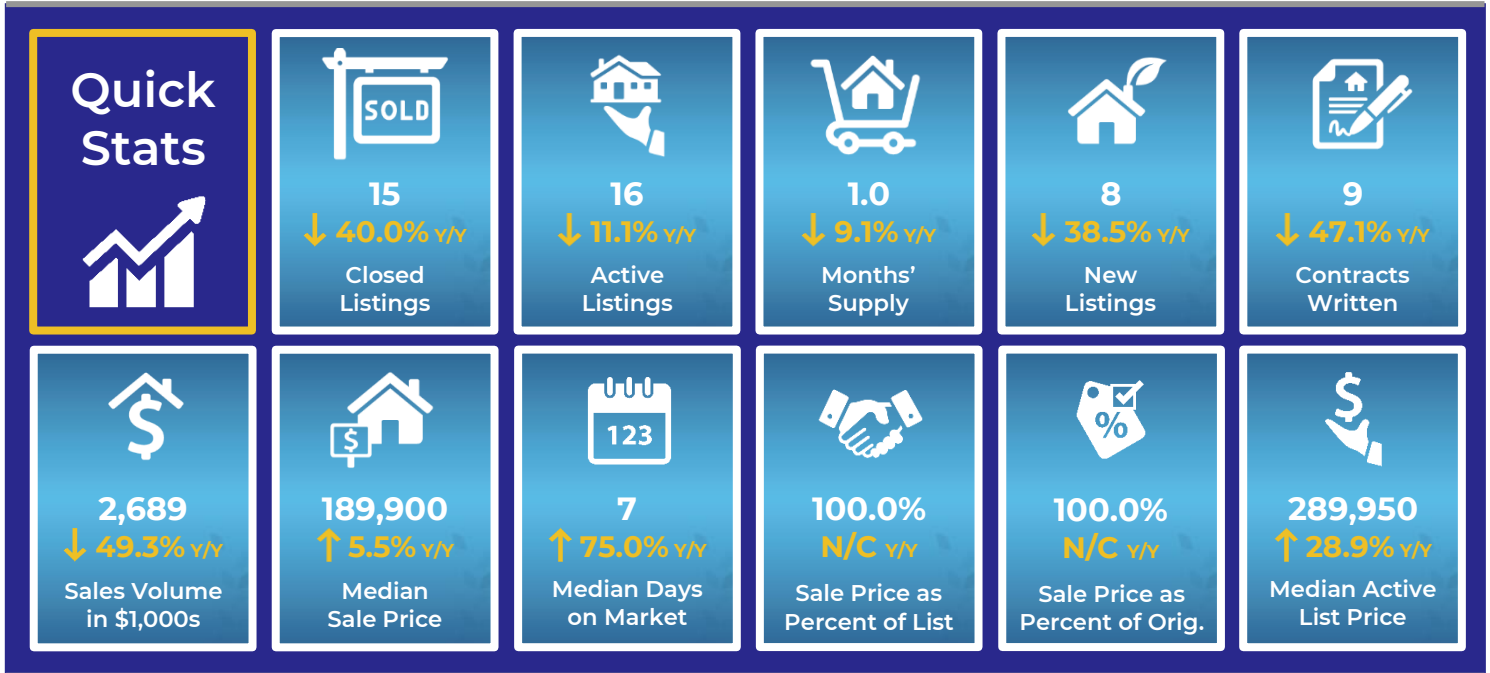 Quick
Stats
SOLD
15
↓ 40.0% Y/Y
Closed
Listings
16
↓ 11.1% Y/Y
Active
Listings
1.0
↓ 9.1% Y/Y
Months’
Supply
8
↓ 38.5% Y/Y
New
Listings
9
↓ 47.1% Y/Y
Contracts
Written
$
2,689
↓ 49.3% Y/Y
Sales Volume
in $1,000s
$
189,900
↑ 5.5% Y/Y
Median
Sale Price
123
7
↑ 75.0% Y/Y
Median Days
on Market
100.0%
N/C Y/Y
Sale Price as
Percent of List
%
100.0%
N/C Y/Y
Sale Price as
Percent of Orig.
$
289,950
↑ 28.9% Y/Y
Median Active
List Price